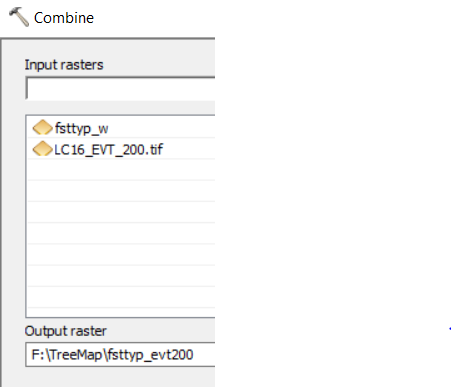 Combine
Input rasters
fsttyp_w
LC16_EVT_200.tif
Output raster
F:\TreeMap\fsttyp_evt200